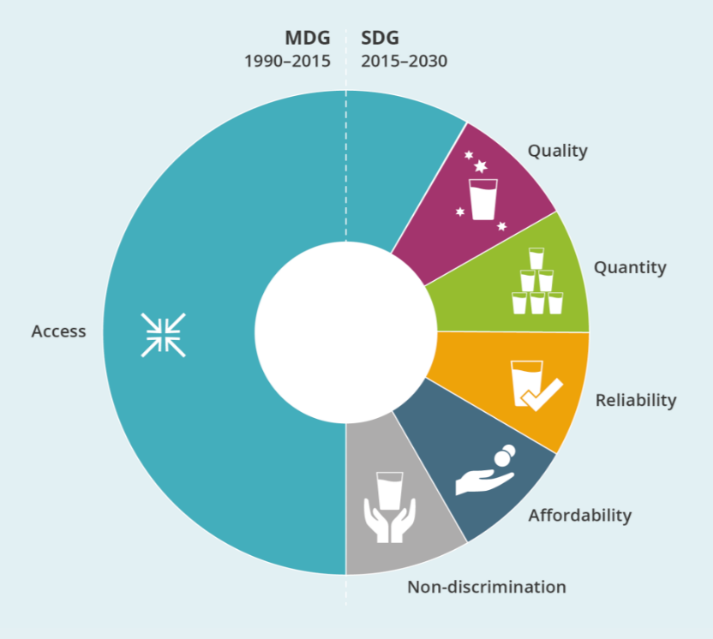 MDG
1990–2015
SDG
2015–2030
Quality
Quantity
Access
Reliability
Affordability
Non-discrimination